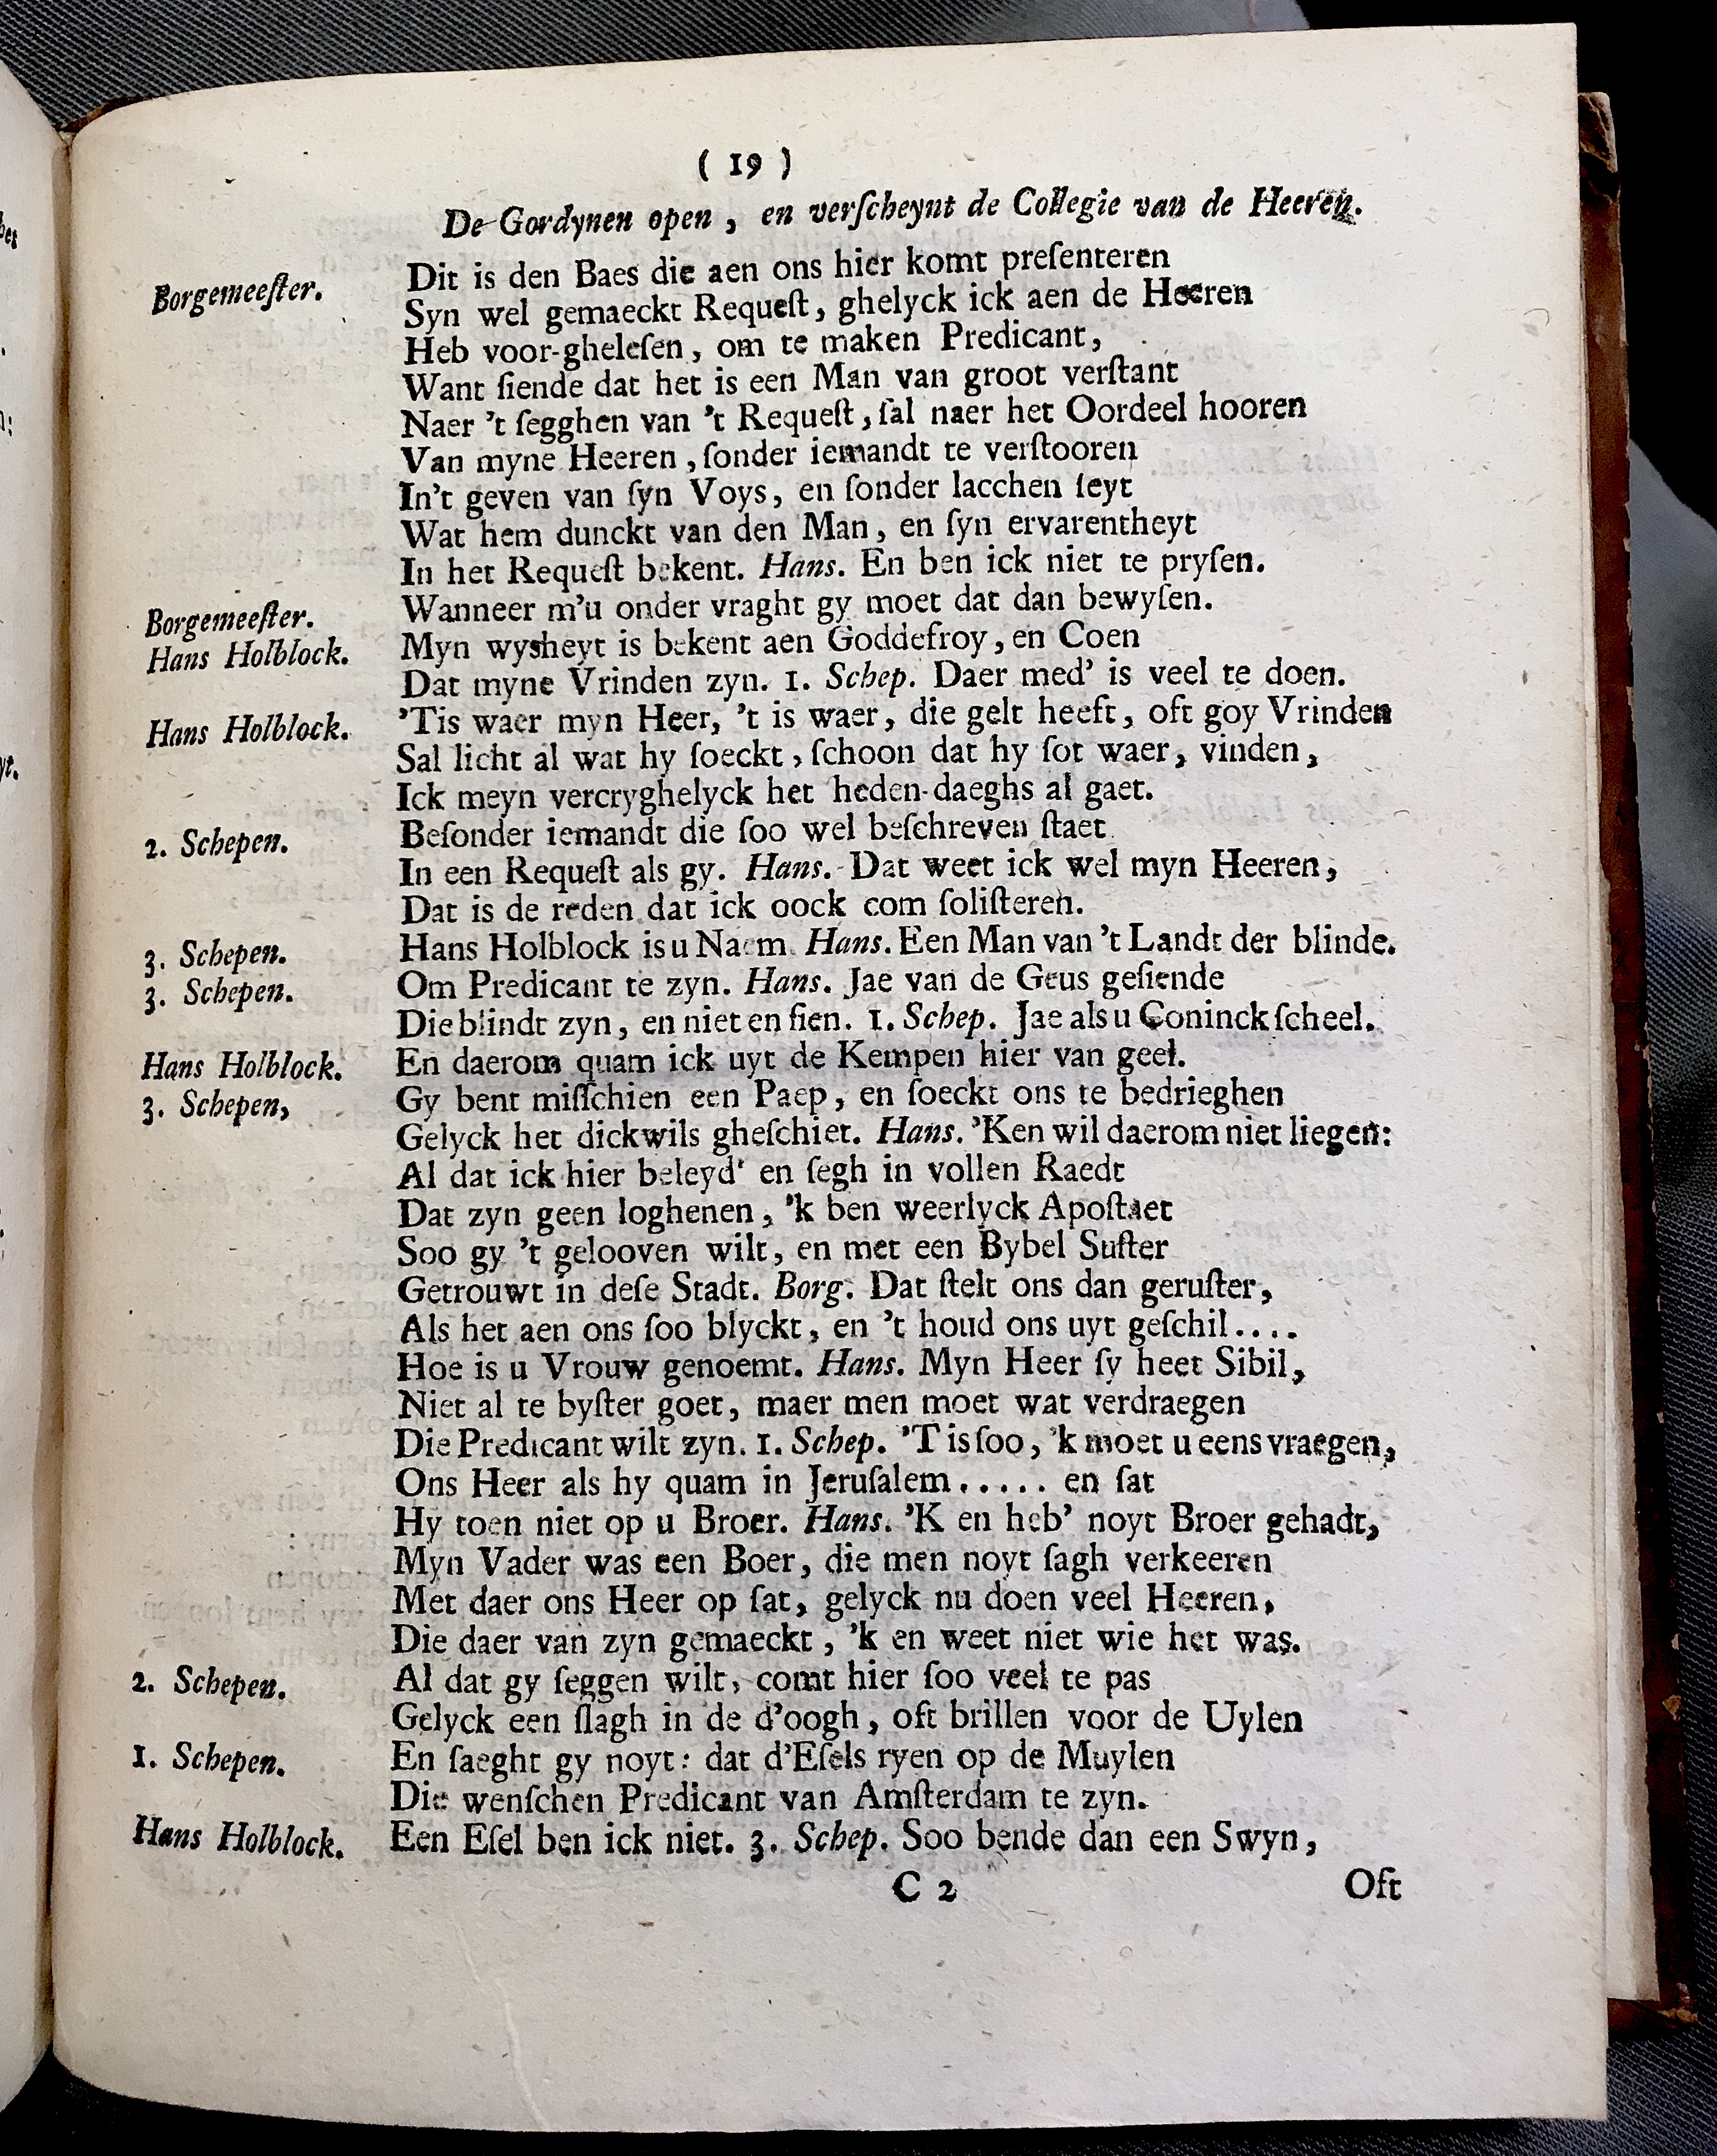 ( 19 )
De Gordynen open , en verſcheynt de Collegie van de Heeren.
Borgemeeſter. Dit is den Baes die aen ons hier komt preſenteren
Syn wel gemaeckt Requeſt, ghelyck ick aen de Heeren
Heb voor-gheleſen, om te maken Predicant,
Want ſiende dat het is een Man van groot verſtant
Naer 't ſegghen van 't Requeſt, ſal naer het Oordeel hooren
Van myne Heeren, ſonder iemandt te verſtooren
In't geven van ſyn Voys, en ſonder lacchen ſeyt
Wat hem dunckt van den Man, en ſyn ervarentheyt
In het Requeſt bekent. Hans. En ben ick niet te pryſen.
Borgemeeſter. Wanneer m'u onder vraght gy moet dat dan bewyſen.
Hans Holblock. Myn wysheyt is bekent aen Goddefroy, en Coen
Dat myne Vrinden zyn. 1. Schep. Daer med' is veel te doen.
Hans Holblock. 'Tis waer myn Heer, 't is waer, die gelt heeft, oft goy Vrinden
Sal licht al wat hy ſoeckt, ſchoon dat hy ſot waer, vinden,
Ick meyn vercryghelyck het heden-daeghs al gaet.
2. Schepen. Beſonder iemandt die ſoo wel beſchreven ſtaet
In een Requeſt als gy. Hans. Dat weet ick wel myn Heeren,
Dat is de reden dat ick oock com ſoliſteren.
3. Schepen. Hans Holblock is u Naem. Hans. Een Man van 't Landt der blinde.
3. Schepen. Om Predicant te zyn. Hans. Jae van de Geus geſiende
Die blindt zyn, en niet en ſien. 1. Schep. Jae als u Coninck ſcheel.
Hans Holblock. En daerom quam ick uyt de Kempen hier van geel.
3. Schepen, Gy bent miſſchien een Paep, en ſoeckt ons te bedrieghen
Gelyck het dickwils gheſchiet. Hans. 'Ken wil daerom niet liegen:
Al dat ick hier beleyd' en ſegh in vollen Raedt
Dat zyn geen loghenen, 'k ben weerlyck Apoſtaet
Soo gy 't gelooven wilt, en met een Bybel Suſter
Getrouwt in deſe Stadt. Borg. Dat ſtelt ons dan geruſter,
Als het aen ons ſoo blyckt, en 't houd ons uyt geſchil....
Hoe is u Vrouw genoemt. Hans. Myn Heer ſy heet Sibil,
Niet al te byſter goet, maer men moet wat verdraegen
Die Predicant wilt zyn. 1. Schep. 'T is ſoo, 'k moet u eens vraegen,
Ons Heer als hy quam in Jeruſalem..... en ſat
Hy toen niet op u Broer. Hans. 'K en heb' noyt Broer gehadt,
Myn Vader was een Boer, die men noyt ſagh verkeeren
Met daer ons Heer op ſat, gelyck nu doen veel Heeren,
Die daer van zyn gemaeckt, 'k en weet niet wie het was.
2. Schepen. Al dat gy ſeggen wilt, comt hier ſoo veel te pas
Gelyck een ſlagh in de d'oogh, oft brillen voor de Uylen
1. Schepen. En ſaeght gy noyt: dat d'Eſels ryen op de Muylen
Die wenſchen Predicant van Amſterdam te zyn.
Hans Holblock. Een Eſel ben ick niet. 3. Schep. Soo bende dan een Swyn,
C 2 Oft